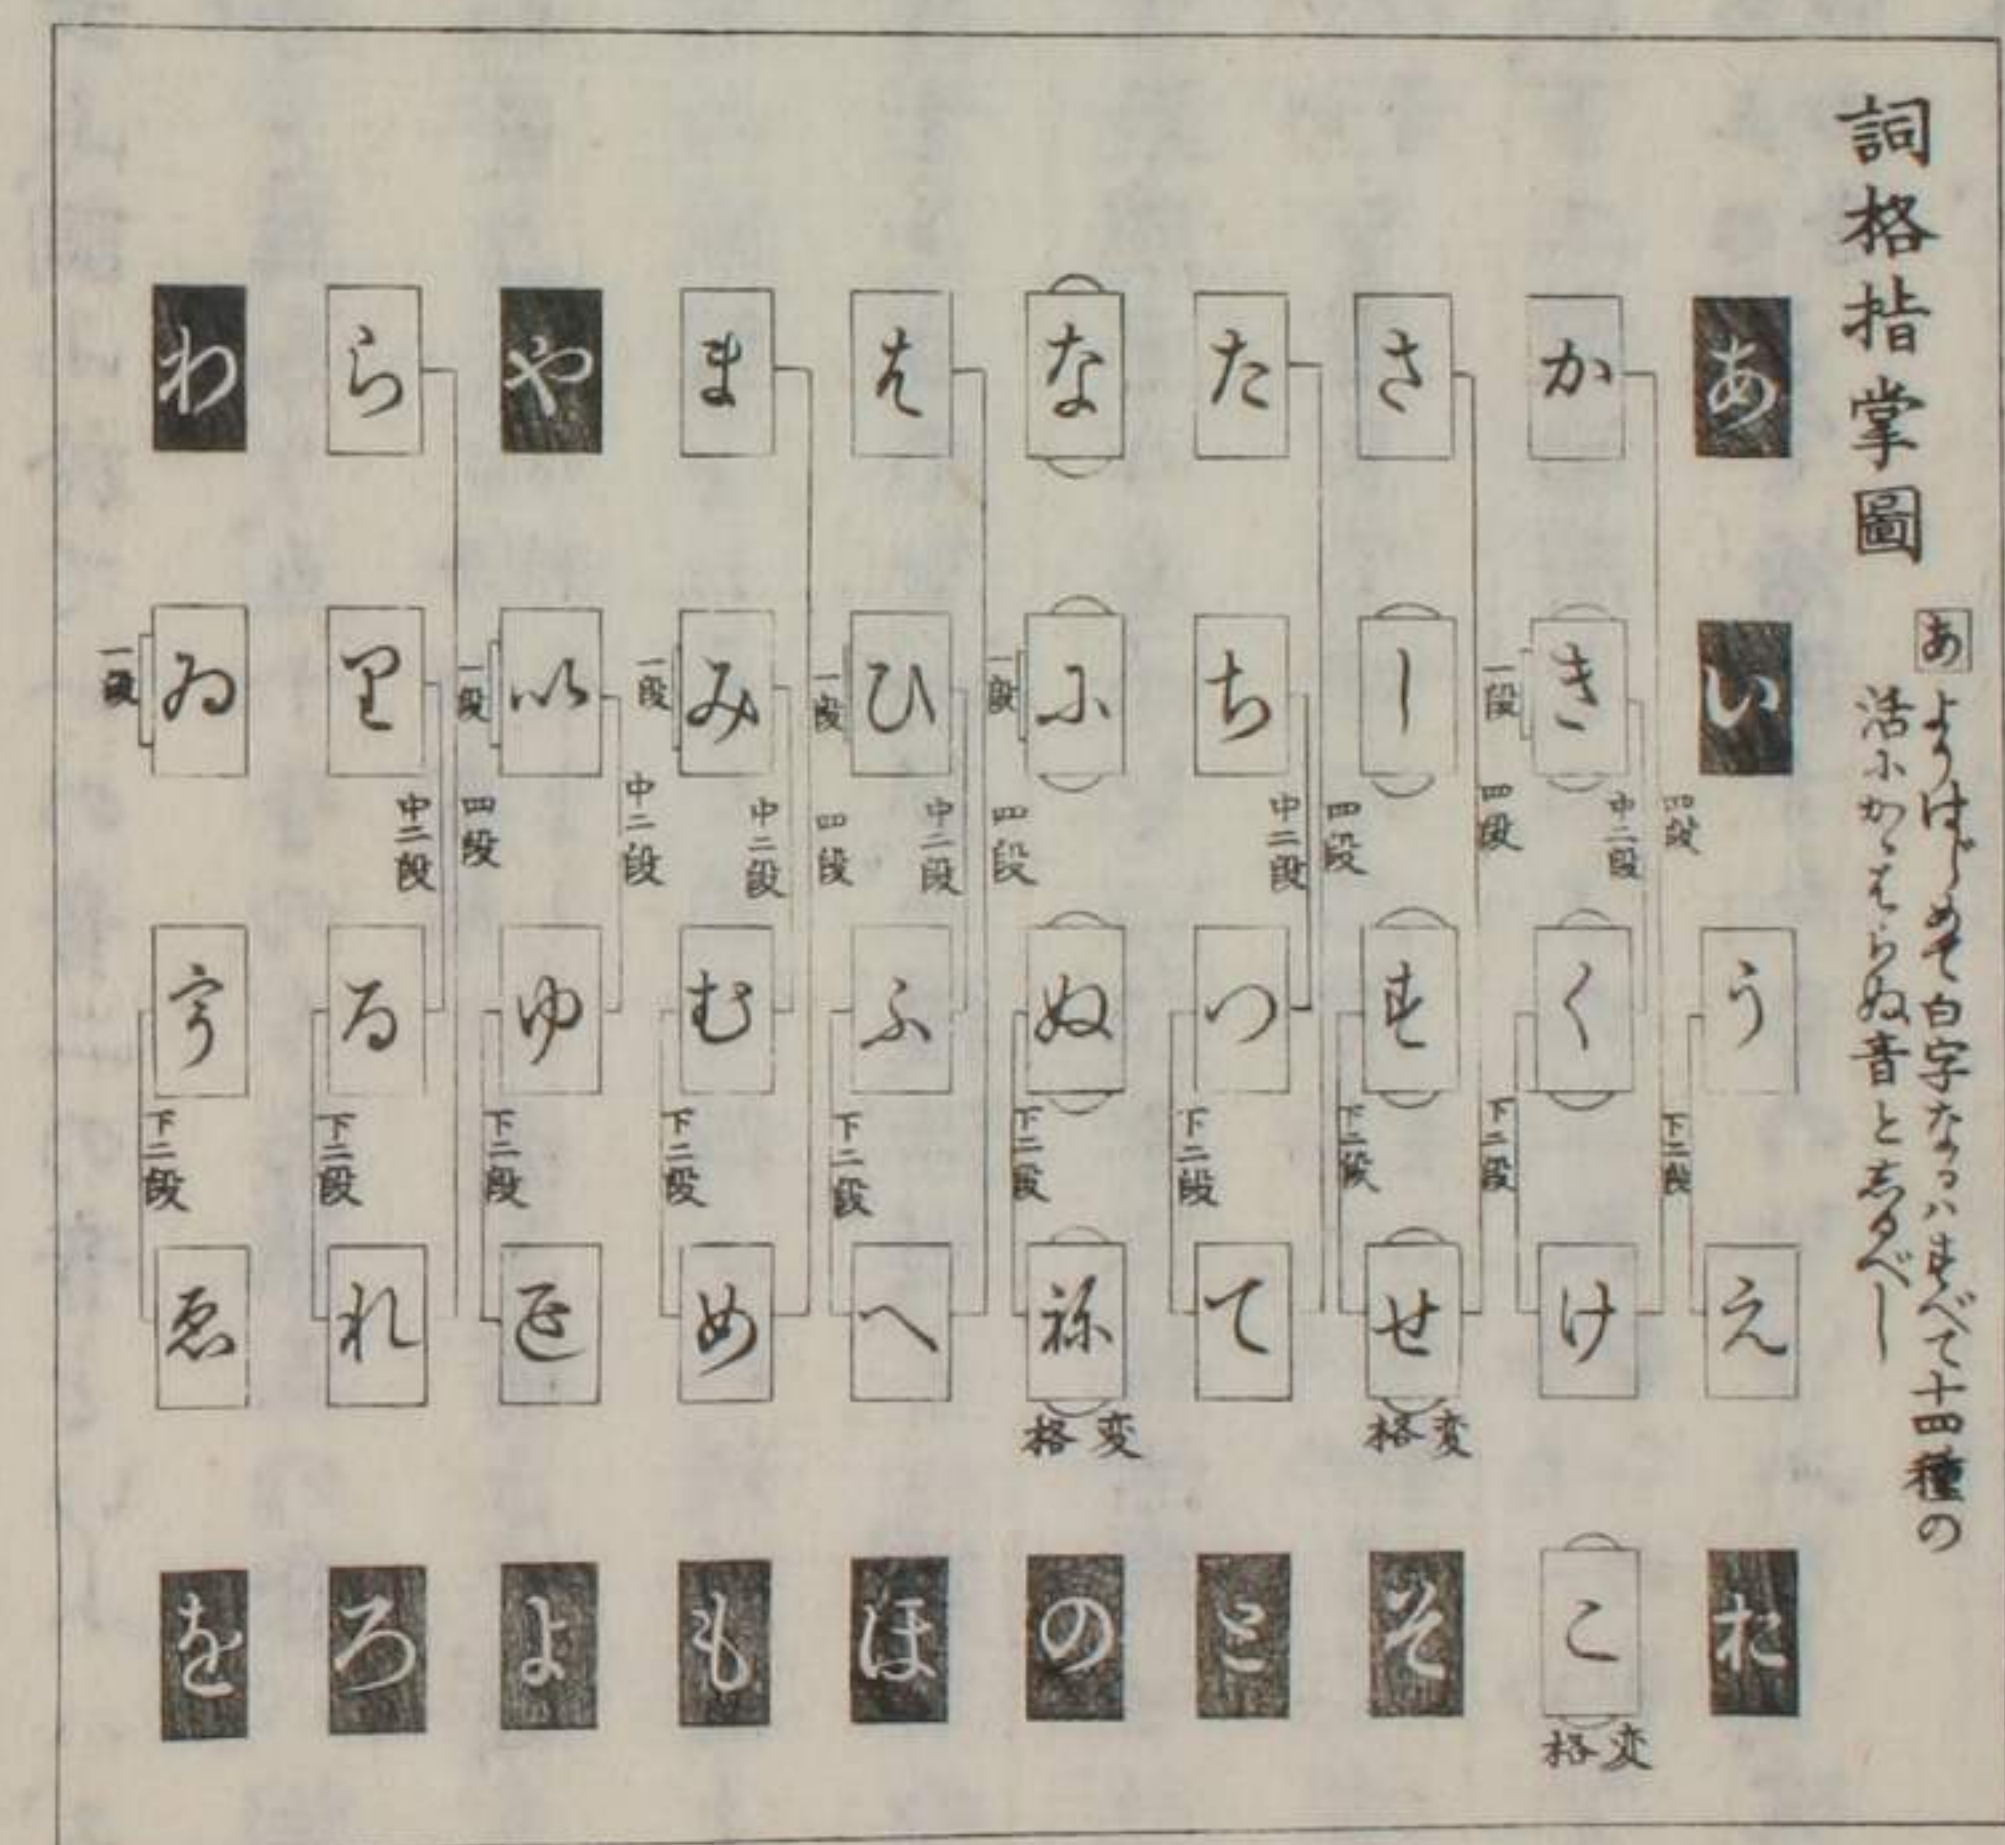 詞格指掌圖
あ よりはじめて白字なるハすべて十四種の
活にかゝはらぬ音としるべし
あ い う え お
四段
中二段
下二段
か き く け こ
一段
四段
下二段
変格
さ し す せ そ
四段
中二段
下二段
変格
た ち つ て と
下二段
な に ぬ ね の
一段
下二段
変格
四段
中二段
は ひ ふ へ ほ
一段
下二段
四段
中二段
ま み む め も
一段
下二段
中二段
や い ゆ 延 よ
一段
下二段
四段
中二段
ら り る れ ろ
下二段
わ ゐ う ゑ を
一段
下二段